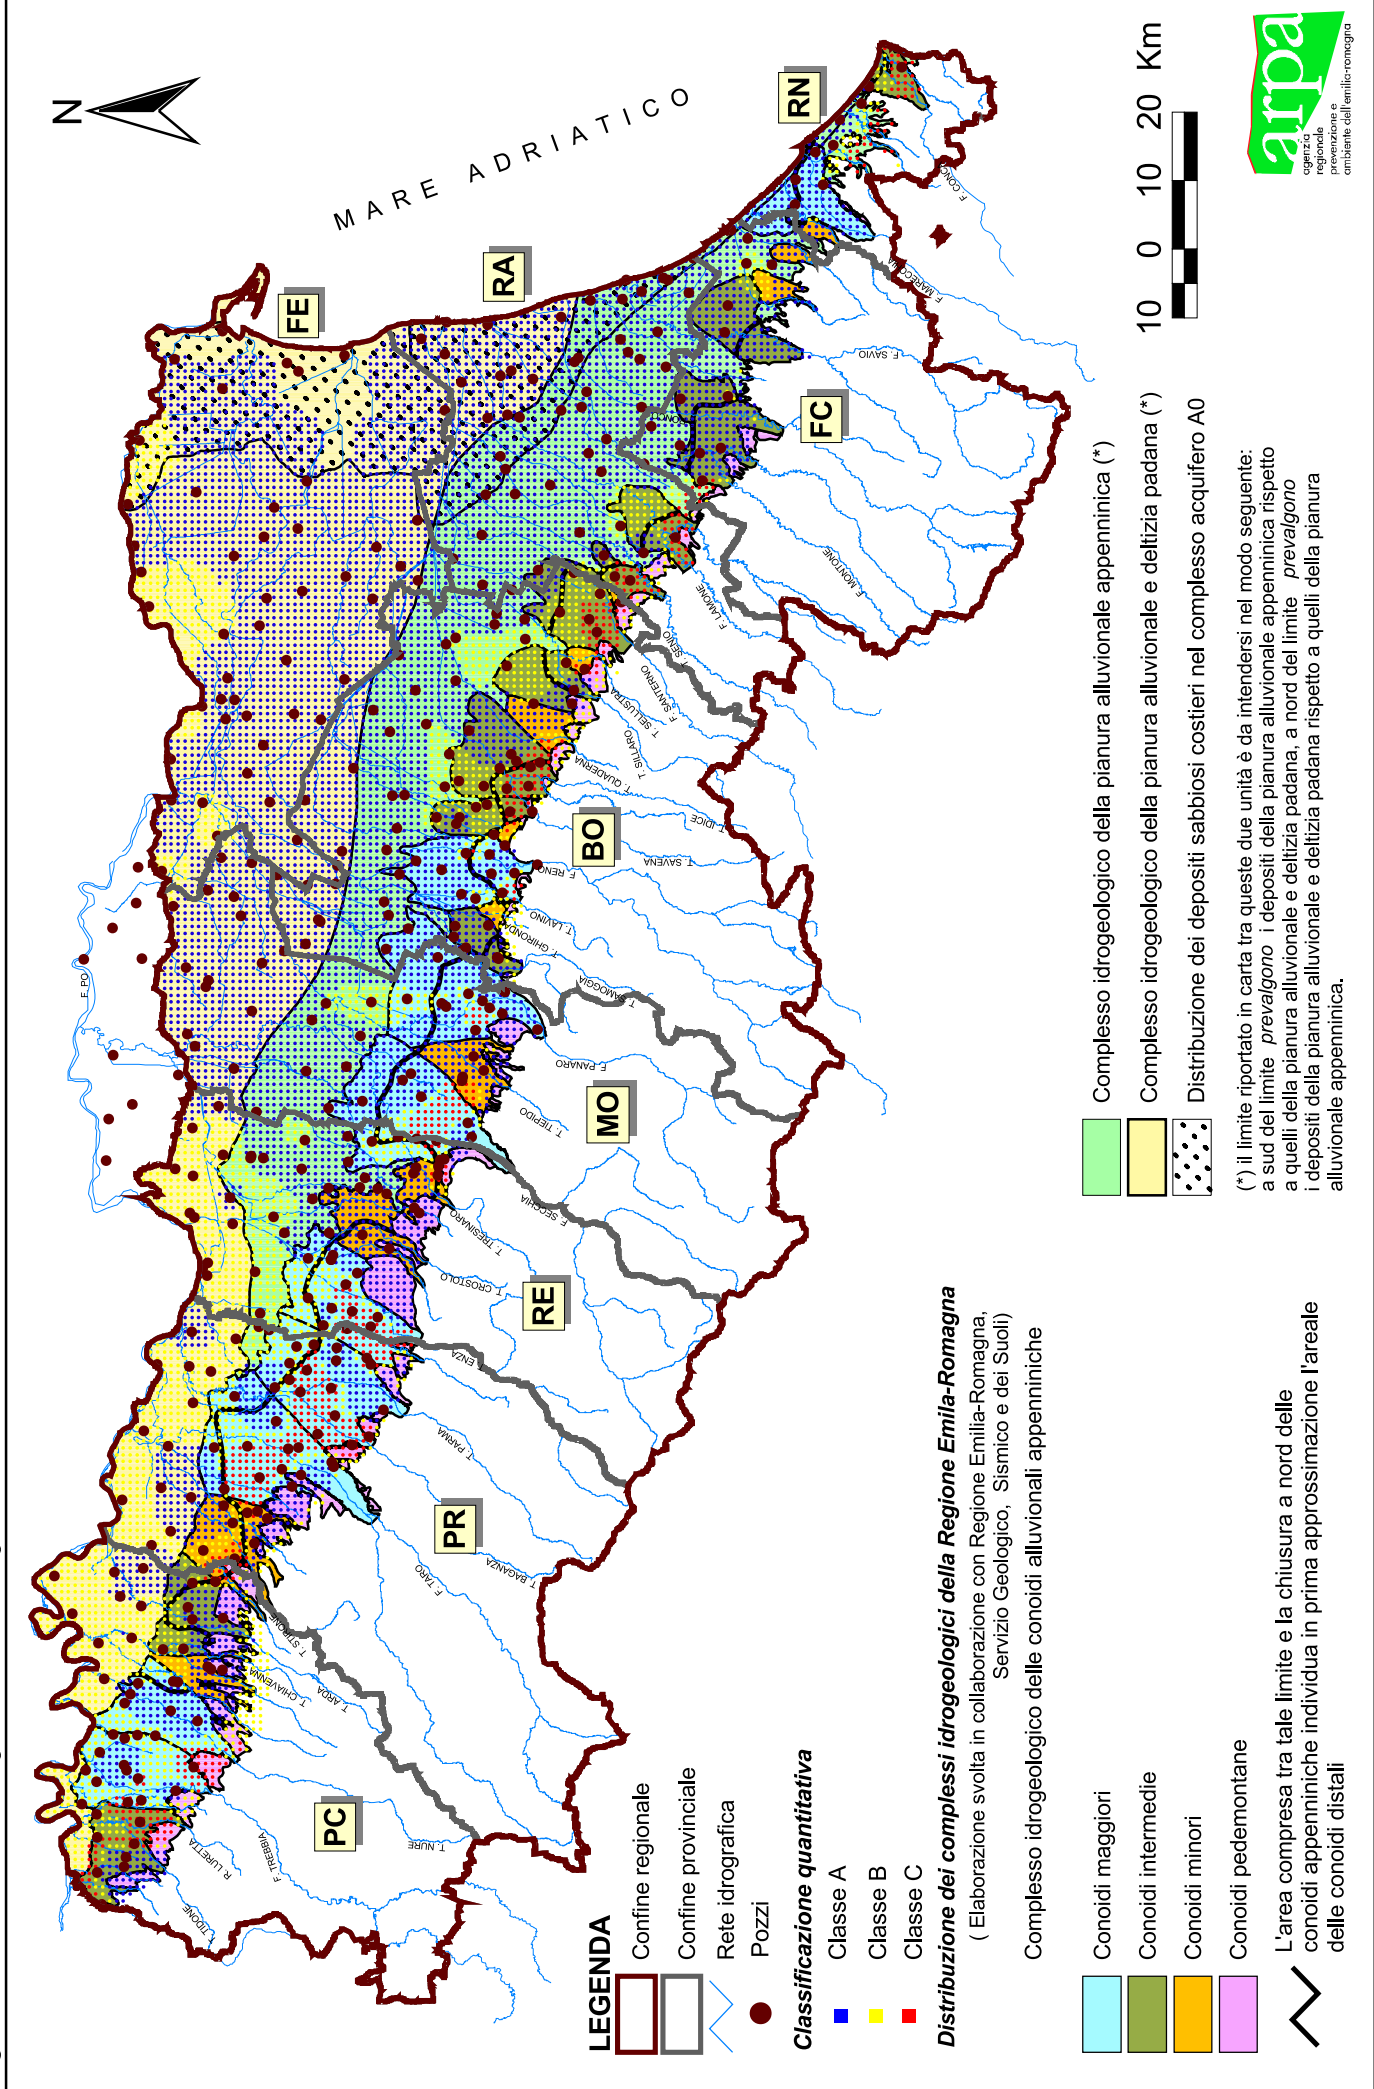 N
MARE ADRIATICO
FE
RA
RN
FC
BO
MO
RE
PR
PC
F. PO
F. CONCA
F. MARECCHIA
F. SAVIO
F. RONCO
F. MONTONE
F. LAMONE
T. SENIO
F. SANTERNO
T. SELLUSTRA
T. SILLARO
T. QUADERNA
T. IDICE
T. SAVENA
F. RENO
T. LAVINO
T. GHIRONDA
T. SAMOGGIA
F. PANARO
T. TIEPIDO
F. SECCHIA
T. TRESINARO
T. CROSTOLO
T. ENZA
T. PARMA
T. BAGANZA
F. TARO
T. STIRONE
T. ARDA
T. CHIAVENNA
T. NURE
F. TREBBIA
R. LURETTA
T. TIDONE
10 0 10 20 Km
arpa
agenzia
regionale
prevenzione e
ambiente dell'emilia-romagna
LEGENDA
Confine regionale
Confine provinciale
Rete idrografica
Pozzi
Classificazione quantitativa
Classe A
Classe B
Classe C
Distribuzione dei complessi idrogeologici della Regione Emila-Romagna
( Elaborazione svolta in collaborazione con Regione Emilia-Romagna,
Servizio Geologico, Sismico e dei Suoli)
Complesso idrogeologico delle conoidi alluvionali appenniniche
Conoidi maggiori
Conoidi intermedie
Conoidi minori
Conoidi pedemontane
L'area compresa tra tale limite e la chiusura a nord delle
conoidi appenniniche individua in prima approssimazione l'areale
delle conoidi distali
Complesso idrogeologico della pianura alluvionale appenninica (*)
Complesso idrogeologico della pianura alluvionale e deltizia padana (*)
Distribuzione dei depositi sabbiosi costieri nel complesso acquifero A0
(*) il limite riportato in carta tra queste due unità è da intendersi nel modo seguente:
a sud del limite prevalgono i depositi della pianura alluvionale appenninica rispetto
a quelli della pianura alluvionale e deltizia padana, a nord del limite prevalgono
i depositi della pianura alluvionale e deltizia padana rispetto a quelli della pianura
alluvionale appenninica.